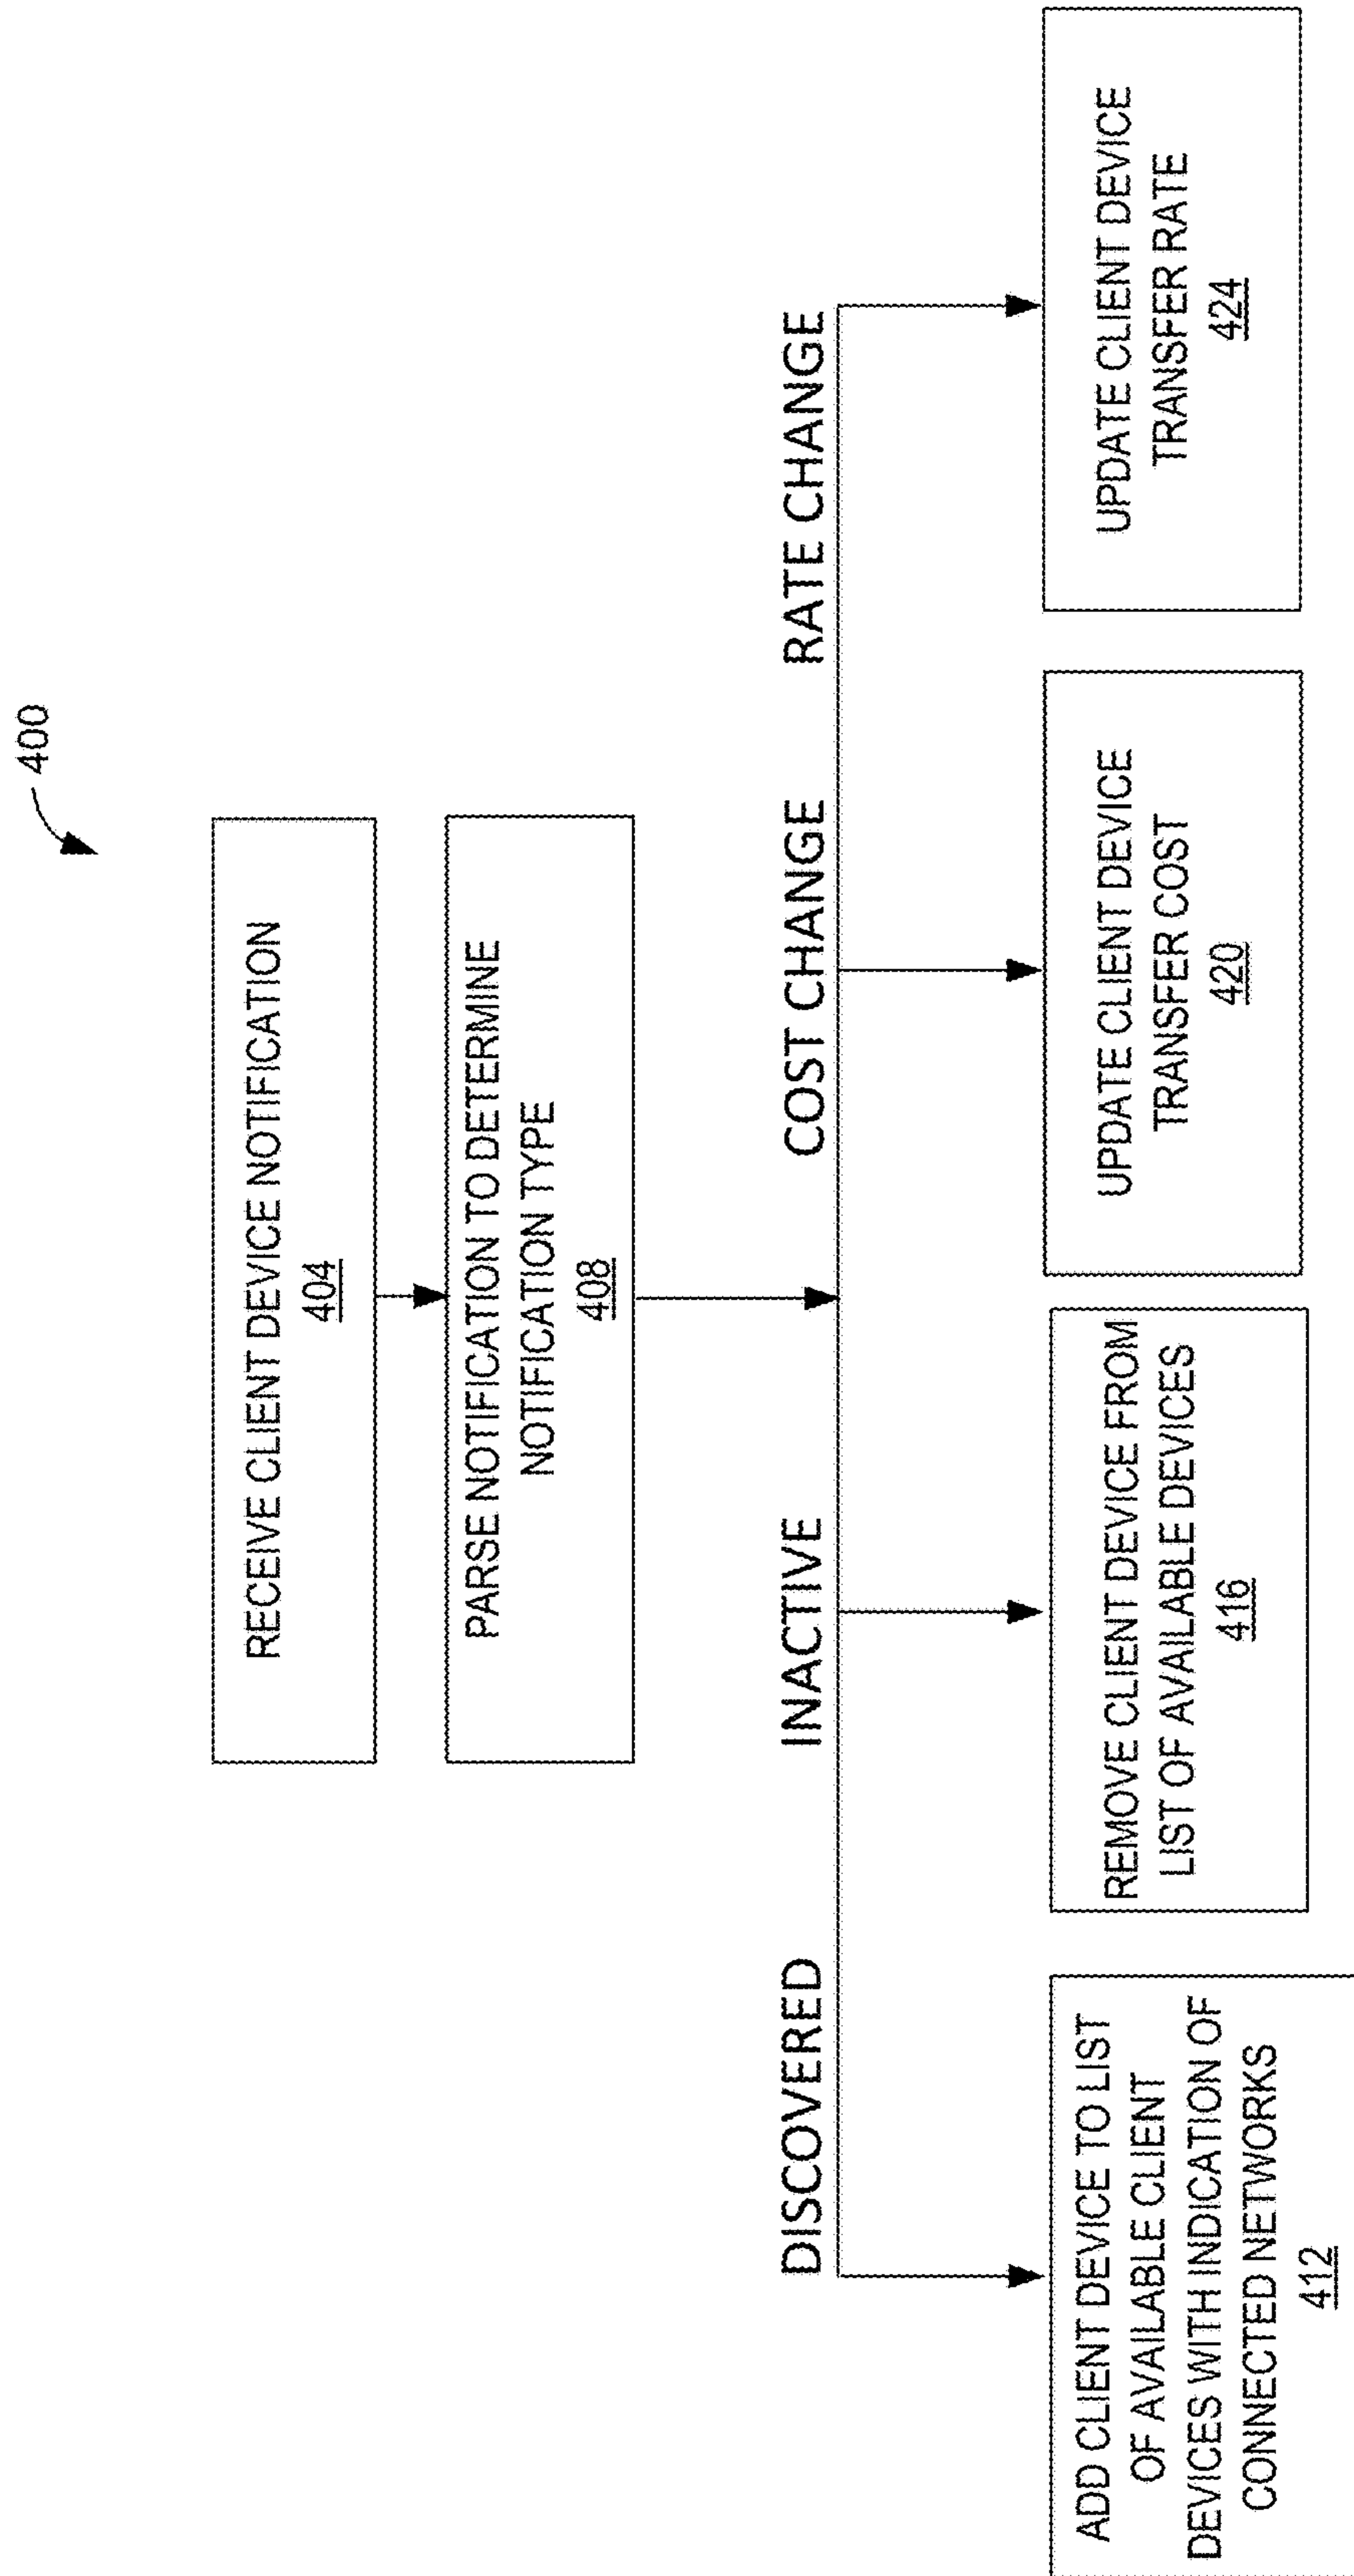 400
RECEIVE CLIENT DEVICE NOTIFICATION
404
PARSE NOTIFICATION TO DETERMINE
NOTIFICATION TYPE
408
DISCOVERED
INACTIVE
COST CHANGE
RATE CHANGE
ADD CLIENT DEVICE TO LIST
OF AVAILABLE CLIENT
DEVICES WITH INDICATION OF
CONNECTED NETWORKS
412
REMOVE CLIENT DEVICE FROM
LIST OF AVAILABLE DEVICES
416
UPDATE CLIENT DEVICE
TRANSFER COST
420
UPDATE CLIENT DEVICE
TRANSFER RATE
424